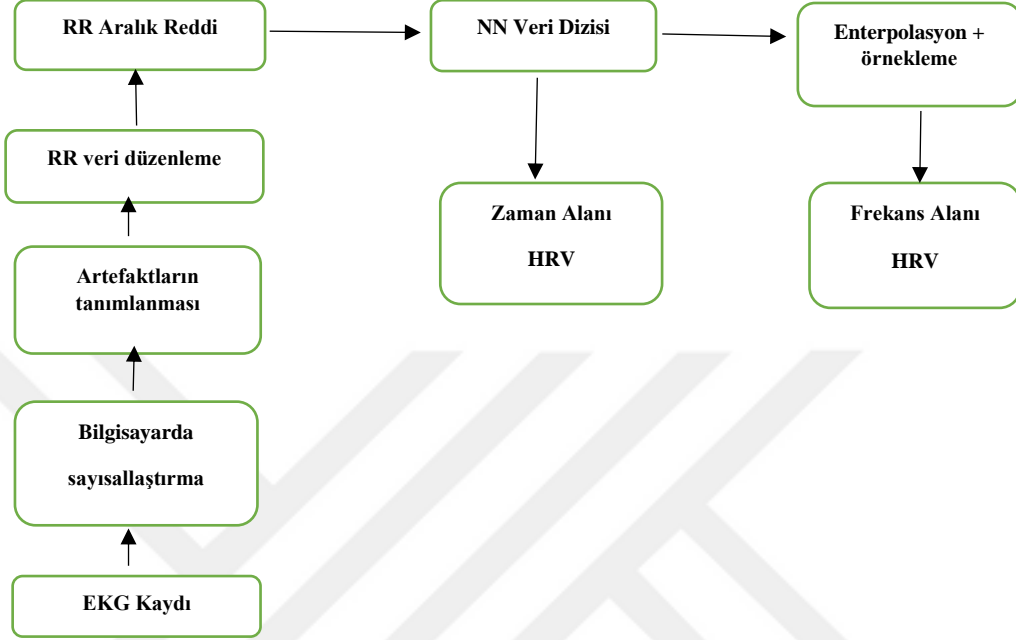 RR Aralık Reddi
NN Veri Dizisi
Enterpolasyon +
örnekleme
RR veri düzenleme
Zaman Alanı
HRV
Frekans Alanı
HRV
Artefaktların
tanımlanması
Bilgisayarda
sayısallaştırma
EKG Kaydı